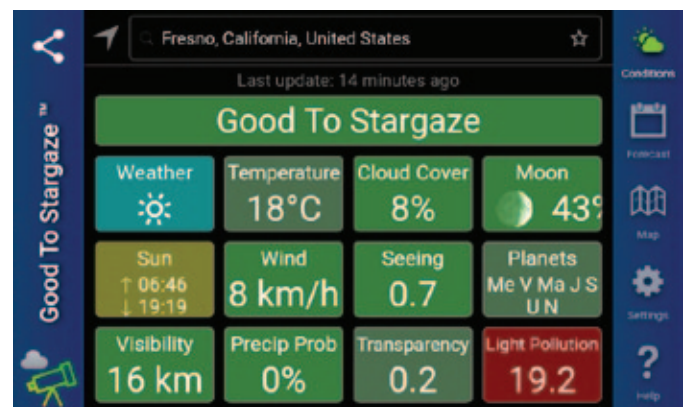 Fresno, California, United States
Last update: 14 minutes ago
Good To Stargaze ™
Good To Stargaze
Weather
Temperature
18°C
Cloud Cover
8%
Moon
43%
Sun
↑ 06:46
↓ 19:19
Wind
8 km/h
Seeing
0.7
Planets
Me V Ma J S
U N
Visibility
16 km
Precip Prob
0%
Transparency
0.2
Light Pollution
19.2
Conditions
Forecast
Map
Settings
?
Help